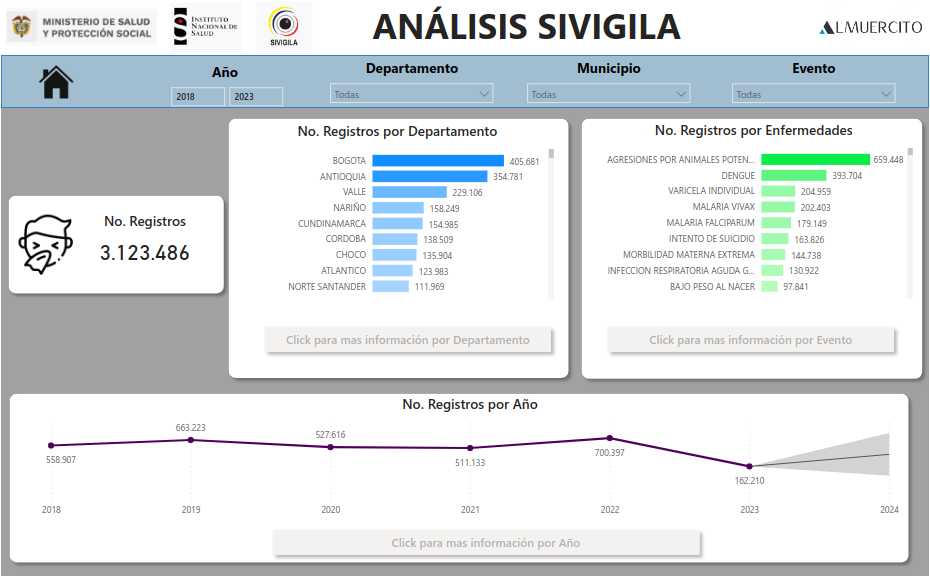 MINISTERIO DE SALUD
Y PROTECCIÓN SOCIAL
INSTITUTO
NACIONAL DE
SALUD
SIVIGILA
ANÁLISIS SIVIGILA
ALMUERCITO
Año
2018
2023
Departamento
Todas
Municipio
Todas
Evento
Todas
No. Registros
3.123.486
No. Registros por Departamento
BOGOTA 405.681
ANTIOQUIA 354.781
VALLE 229.106
NARIÑO 158.249
CUNDINAMARCA 154.985
CORDOBA 138.509
CHOCO 135.904
ATLANTICO 123.983
NORTE SANTANDER 111.969
Click para mas información por Departamento
No. Registros por Enfermedades
AGRESIONES POR ANIMALES POTEN... 659.448
DENGUE 393.704
VARICELA INDIVIDUAL 204.959
MALARIA VIVAX 202.403
MALARIA FALCIPARUM 179.149
INTENTO DE SUICIDIO 163.826
MORBILIDAD MATERNA EXTREMA 144.738
INFECCION RESPIRATORIA AGUDA G... 130.922
BAJO PESO AL NACER 97.841
Click para mas información por Evento
No. Registros por Año
558.907
663.223
527.616
511.133
700.397
162.210
2018 2019 2020 2021 2022 2023 2024
Click para mas información por Año